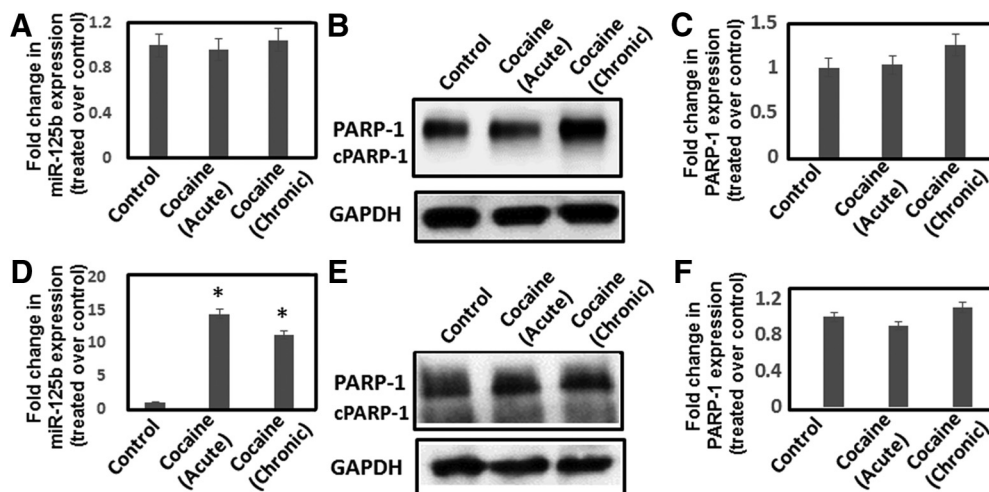 A
Fold change in
miR-125b expression
(treated over control)
1.2
0.8
0.4
0
Control
Cocaine
(Acute)
Cocaine
(Chronic)
B
Control
Cocaine
(Acute)
Cocaine
(Chronic)
PARP-1
cPARP-1
GAPDH
C
Fold change in
PARP-1 expression
(treated over control)
1.5
1
0.5
0
Control
Cocaine
(Acute)
Cocaine
(Chronic)
D
Fold change in
miR-125b expression
(treated over control)
20
15
10
5
0
*
*
Control
Cocaine
(Acute)
Cocaine
(Chronic)
E
Control
Cocaine
(Acute)
Cocaine
(Chronic)
PARP-1
cPARP-1
GAPDH
F
Fold change in
PARP-1 expression
(treated over control)
1.2
0.8
0.4
0
Control
Cocaine
(Acute)
Cocaine
(Chronic)